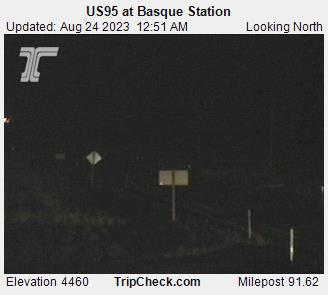 US95 at Basque Station
Updated: Aug 24 2023 12:51 AM Looking North
Elevation 4460 TripCheck.com Milepost 91.62